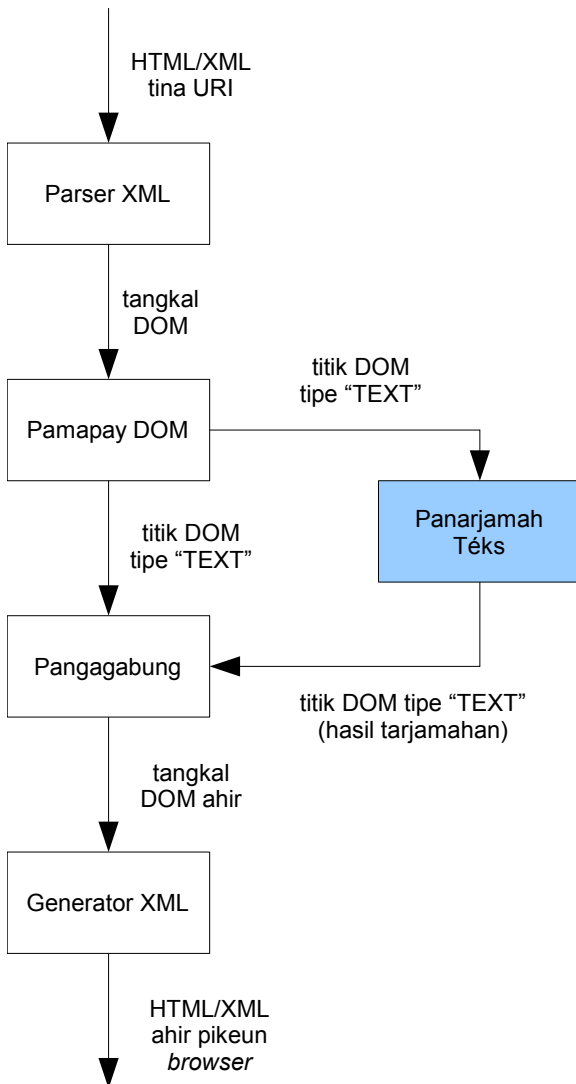 HTML/XML
tina URI
Parser XML
tangkal
DOM
titik DOM
tipe “TEXT”
Pamapay DOM
Panarjamah
Téks
titik DOM
tipe “TEXT”
Pangagabung
titik DOM tipe “TEXT”
(hasil tarjamahan)
tangkal
DOM ahir
Generator XML
HTML/XML
ahir pikeun
browser